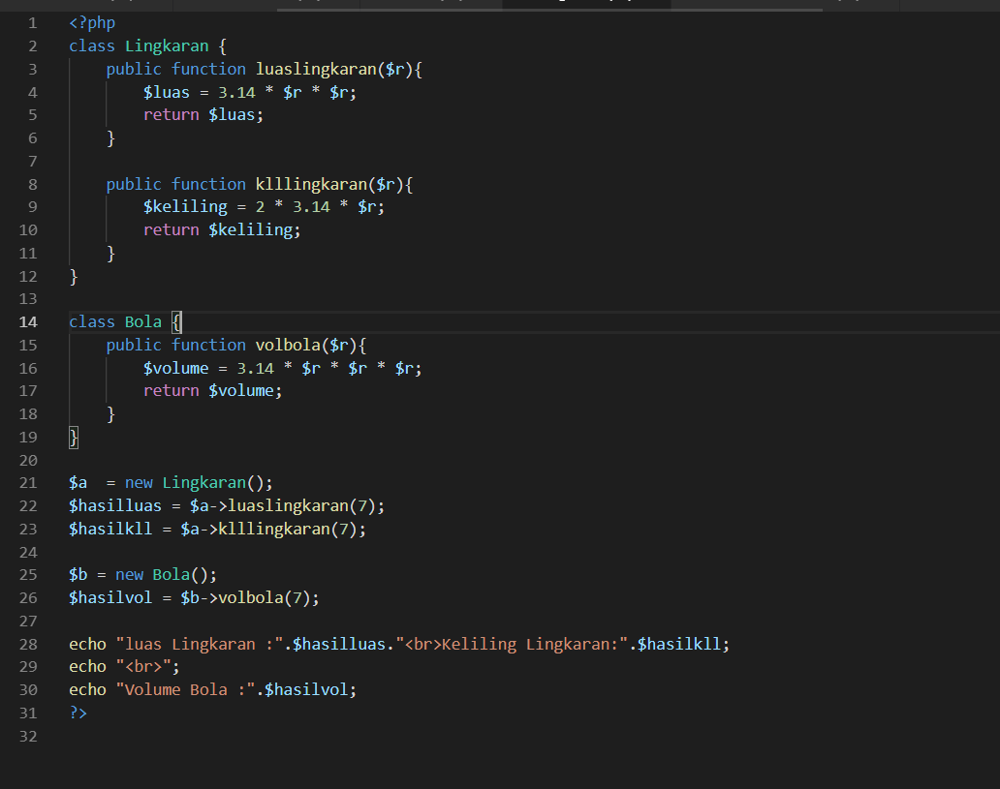 1 <?php
2 class Lingkaran {
3     public function luaslingkaran($r){
4         $luas = 3.14 * $r * $r;
5         return $luas;
6     }
7
8     public function klllingkaran($r){
9         $keliling = 2 * 3.14 * $r;
10         return $keliling;
11     }
12 }
13
14 class Bola {
15     public function volbola($r){
16         $volume = 3.14 * $r * $r * $r;
17         return $volume;
18     }
19 }
20
21 $a  = new Lingkaran();
22 $hasilluas = $a->luaslingkaran(7);
23 $hasilkll = $a->klllingkaran(7);
24
25 $b = new Bola();
26 $hasilvol = $b->volbola(7);
27
28 echo "luas Lingkaran :".$hasilluas."<br>Keliling Lingkaran:".$hasilkll;
29 echo "<br>";
30 echo "Volume Bola :".$hasilvol;
31 ?>
32